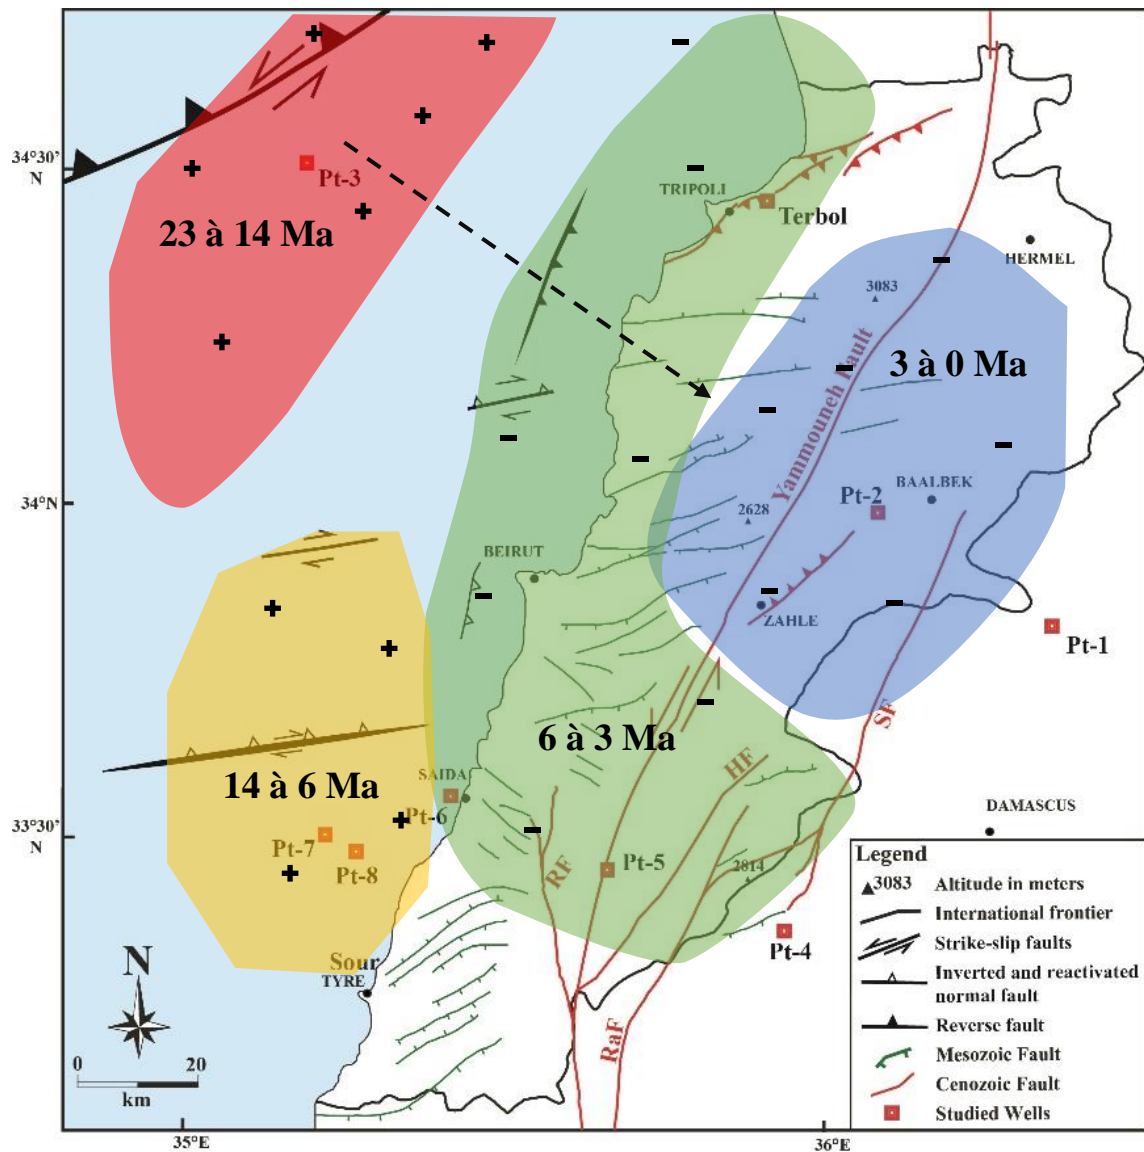 34°30'
N
Pt-3
TRIPOLI
Terbol
23 à 14 Ma
HERMEL
3083
3 à 0 Ma
Yammouneh Fault
34°N
Pt-2
BAALBEK
2628
BEIRUT
ZAHLE
Pt-1
SF
6 à 3 Ma
HF
14 à 6 Ma
SAIDA
Pt-6
DAMASCUS
33°30'
N
Pt-7
Pt-8
RF
Pt-5
2814
Pt-4
Sour
TYRE
RaF
N
0 20
km
35°E
36°E
Legend
3083 Altitude in meters
International frontier
Strike-slip faults
Inverted and reactivated
normal fault
Reverse fault
Mesozoic Fault
Cenozoic Fault
Studied Wells